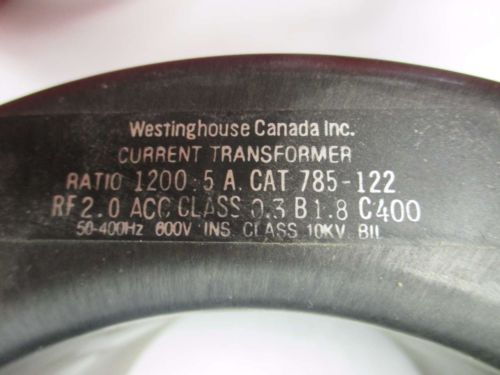 Westinghouse Canada Inc.
CURRENT TRANSFORMER
RATIO 1200:5 A. CAT 785-122
RF 2.0 ACC CLASS 0.3 B1.8 C400
50-400Hz 600V INS CLASS 10KV BIL